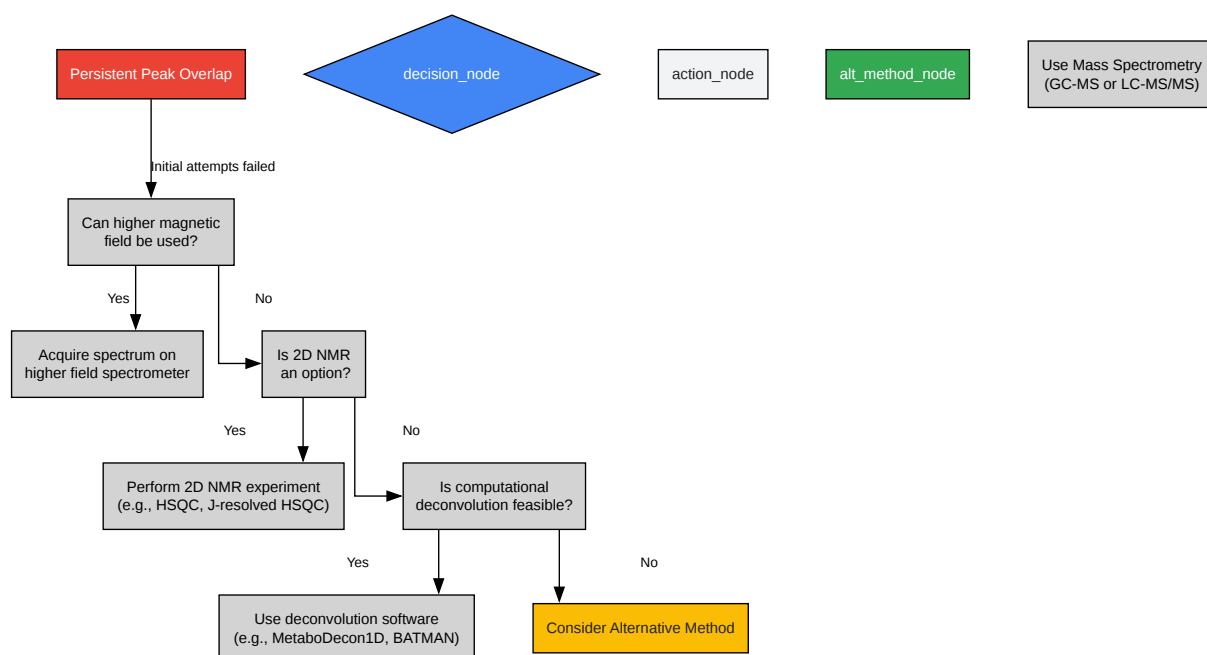 Persistent Peak Overlap
decision_node
action_node
alt_method_node
Use Mass Spectrometry
(GC-MS or LC-MS/MS)
Initial attempts failed
Can higher magnetic
field be used?
Yes
No
Acquire spectrum on
higher field spectrometer
Is 2D NMR
an option?
Yes
No
Perform 2D NMR experiment
(e.g., HSQC, J-resolved HSQC)
Is computational
deconvolution feasible?
Yes
No
Use deconvolution software
(e.g., MetaboDecon1D, BATMAN)
Consider Alternative Method